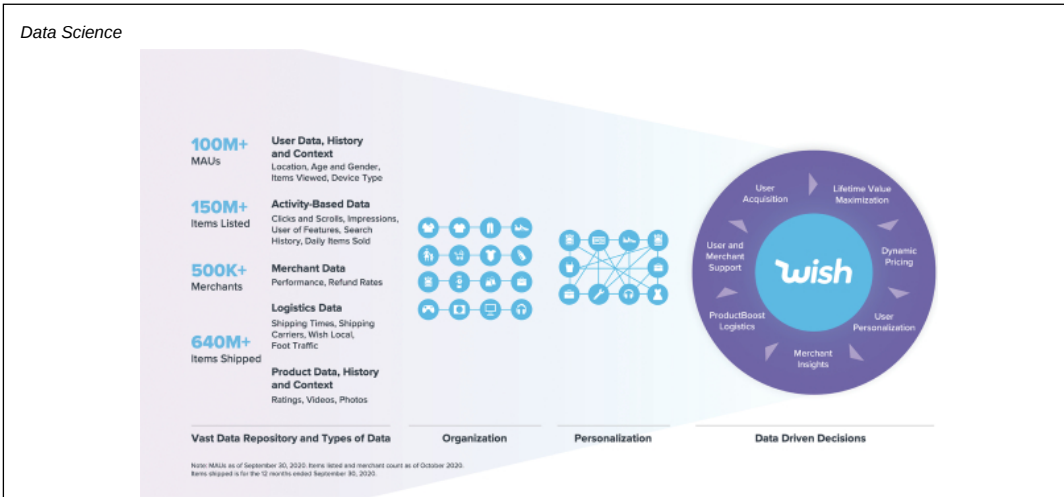 Data Science
100M+
MAUs
User Data, History
and Context
Location, Age and Gender,
Items Viewed, Device Type
150M+
Items Listed
Activity-Based Data
Clicks and Scrolls, Impressions,
User of Features, Search
History, Daily Items Sold
500K+
Merchants
Merchant Data
Performance, Refund Rates
Logistics Data
Shipping Times, Shipping
Carriers, Wish Local,
Foot Traffic
640M+
Items Shipped
Product Data, History
and Context
Ratings, Videos, Photos
User
Acquisition
Lifetime Value
Maximization
Dynamic
Pricing
User
Personalization
Merchant
Insights
ProductBoost
Logistics
User and
Merchant
Support
wish
Vast Data Repository and Types of Data
Organization
Personalization
Data Driven Decisions
Note: MAUs as of September 30, 2020. Items listed and merchant count as of October 2020.
Items shipped is for the 12 months ended September 30, 2020.